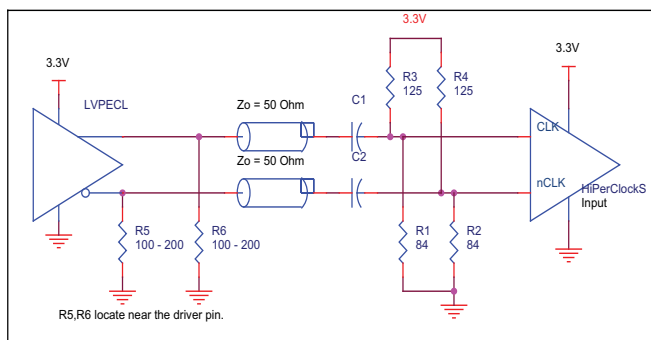 3.3V
3.3V
3.3V
R3
125
R4
125
LVPECL
Zo = 50 Ohm
C1
CLK
Zo = 50 Ohm
C2
nCLK
HiPerClockS
Input
R5
100 - 200
R6
100 - 200
R1
84
R2
84
R5,R6 locate near the driver pin.